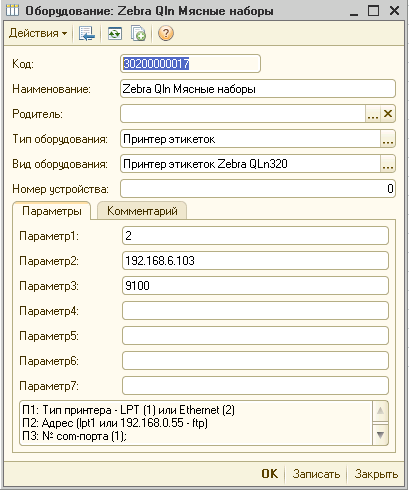 Оборудование: Zebra Qln Мясные наборы
Действия
Код: 30200000017
Наименование: Zebra Qln Мясные наборы
Родитель:
Тип оборудования: Принтер этикеток
Вид оборудования: Принтер этикеток Zebra QLn320
Номер устройства: 0
Параметры Комментарий
Параметр1: 2
Параметр2: 192.168.6.103
Параметр3: 9100
Параметр4:
Параметр5:
Параметр6:
Параметр7:
П1: Тип принтера - LPT (1) или Ethernet (2)
П2: Адрес (lpt1 или 192.168.0.55 - ftp)
П3: № com-порта (1);
OK Записать Закрыть